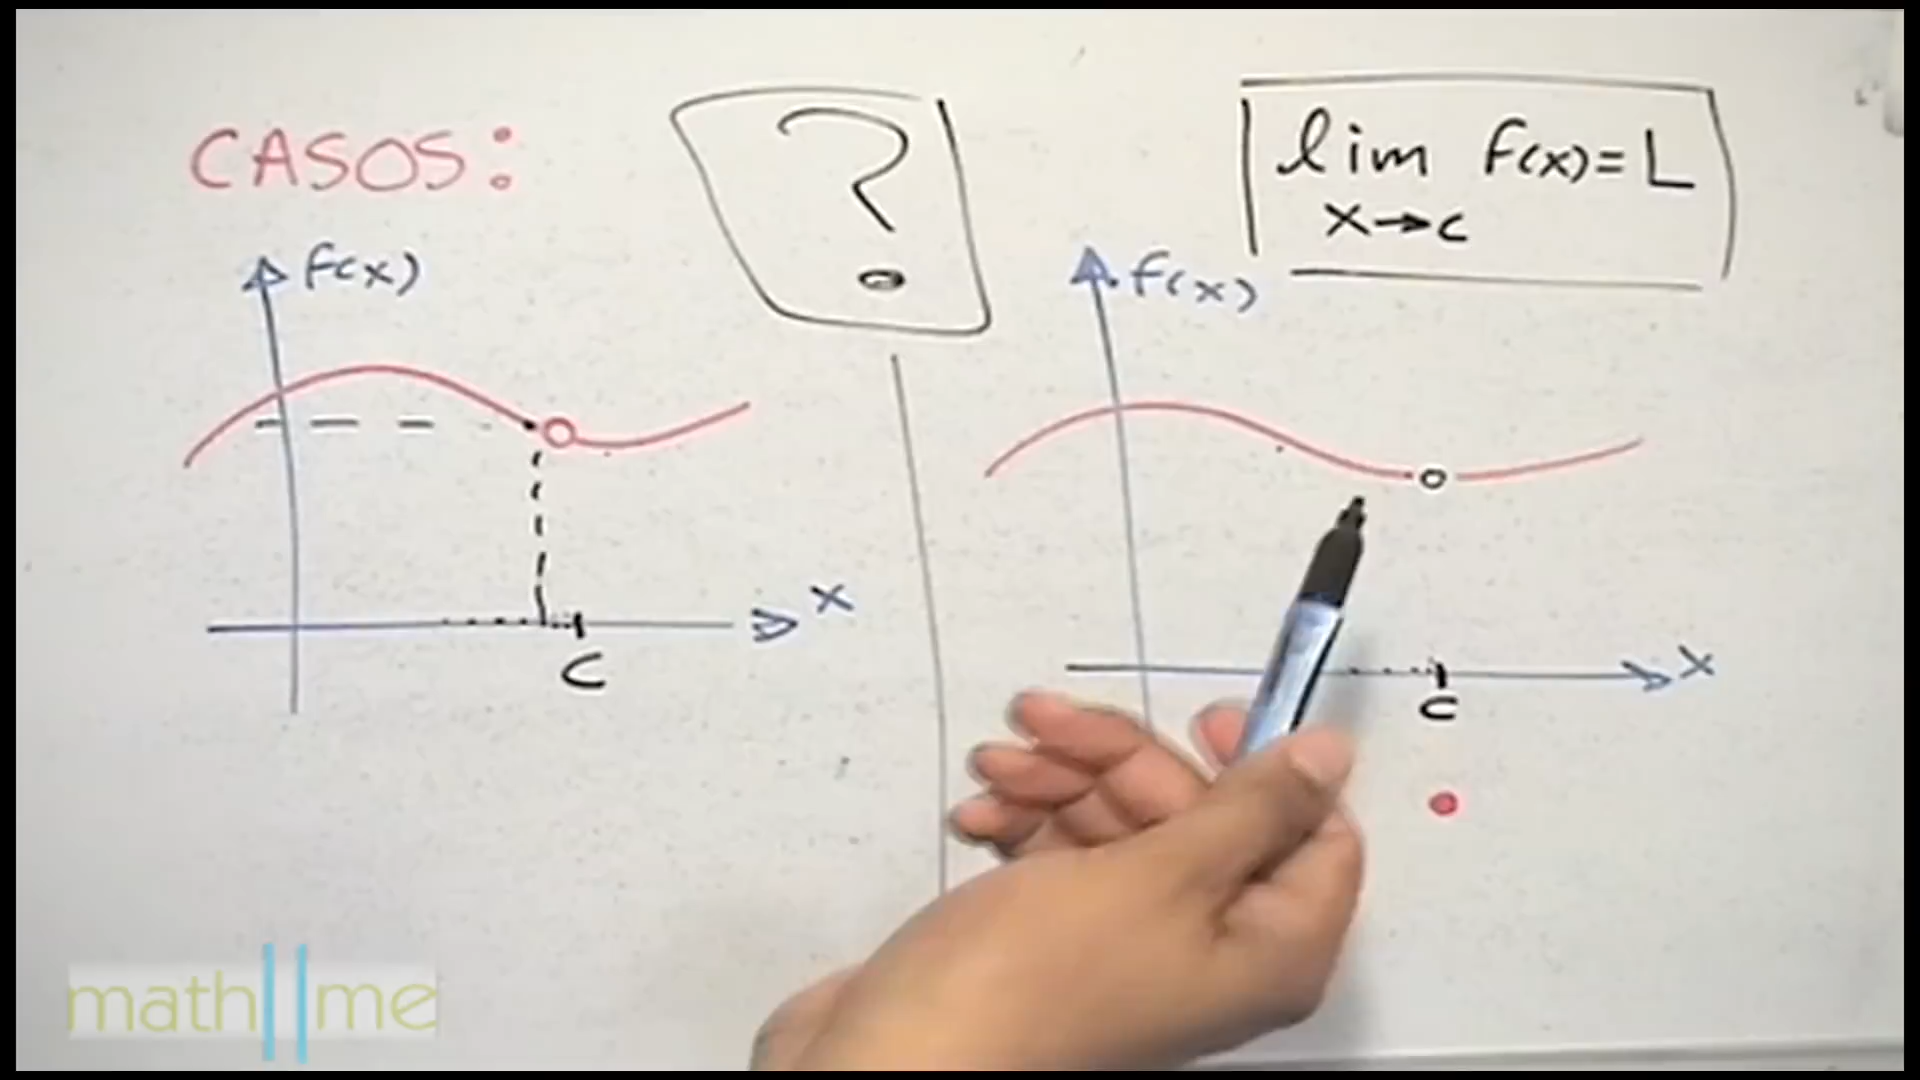 CASOS:
?
lim f(x)=L
x→c
f(x)
x
c
f(x)
x
c
math||me